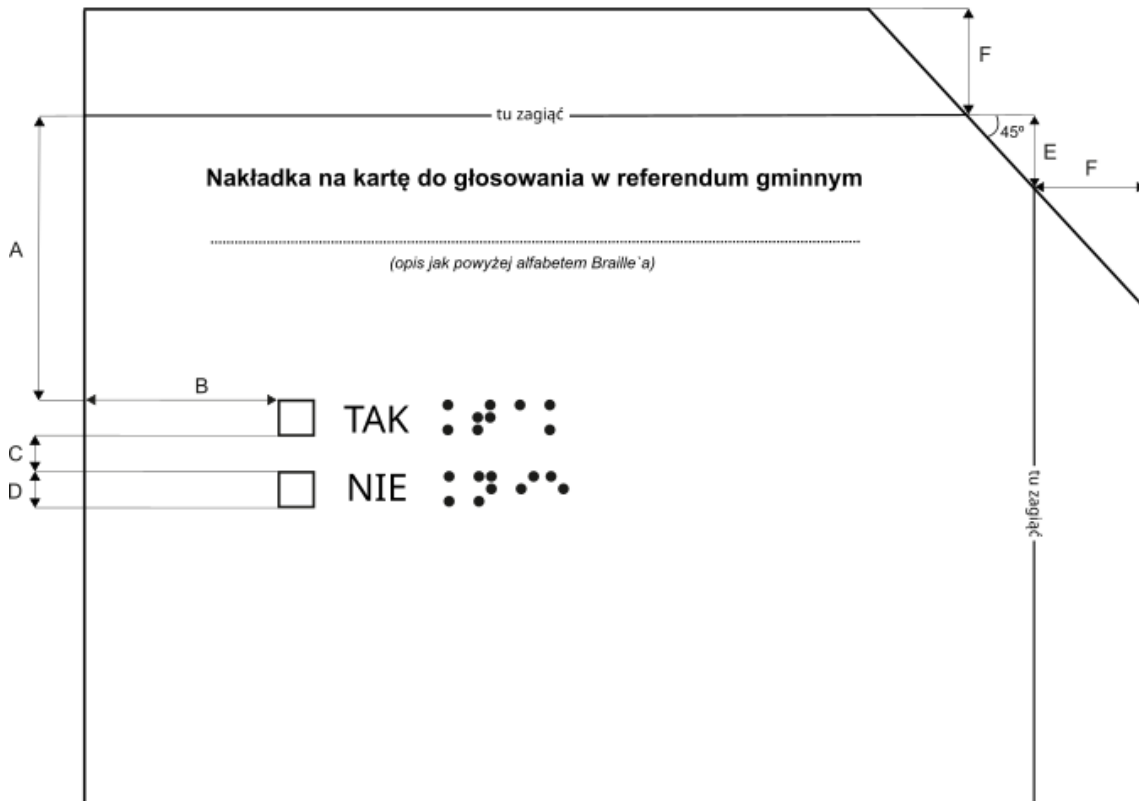 F
tu zagiąć
45º
E
F
Nakładka na kartę do głosowania w referendum gminnym
A
(opis jak powyżej alfabetem Braille`a)
B
TAK ⠨⠞⠁⠅
C
D
NIE ⠨⠝⠊⠑
tu zagiąć